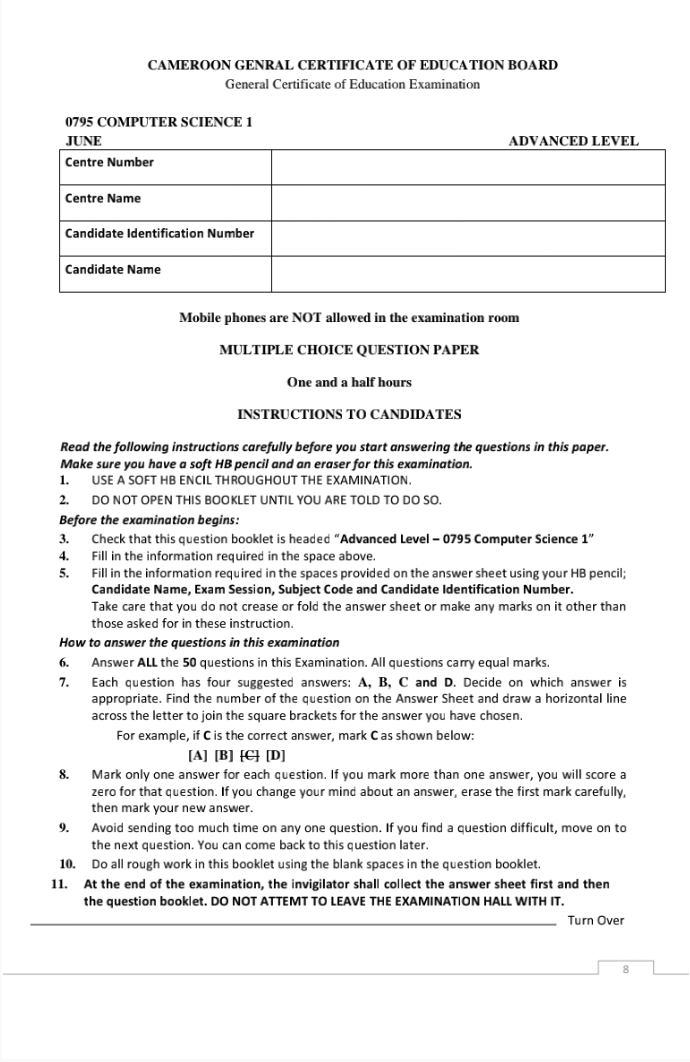 CAMEROON GENRAL CERTIFICATE OF EDUCATION BOARD
General Certificate of Education Examination
0795 COMPUTER SCIENCE 1
JUNE ADVANCED LEVEL
Centre Number
Centre Name
Candidate Identification Number
Candidate Name
Mobile phones are NOT allowed in the examination room
MULTIPLE CHOICE QUESTION PAPER
One and a half hours
INSTRUCTIONS TO CANDIDATES
Read the following instructions carefully before you start answering the questions in this paper.
Make sure you have a soft HB pencil and an eraser for this examination.
1. USE A SOFT HB ENCIL THROUGHOUT THE EXAMINATION.
2. DO NOT OPEN THIS BOOKLET UNTIL YOU ARE TOLD TO DO SO.
Before the examination begins:
3. Check that this question booklet is headed “Advanced Level – 0795 Computer Science 1”
4. Fill in the information required in the space above.
5. Fill in the information required in the spaces provided on the answer sheet using your HB pencil;
Candidate Name, Exam Session, Subject Code and Candidate Identification Number.
Take care that you do not crease or fold the answer sheet or make any marks on it other than
those asked for in these instruction.
How to answer the questions in this examination
6. Answer ALL the 50 questions in this Examination. All questions carry equal marks.
7. Each question has four suggested answers: A, B, C and D. Decide on which answer is
appropriate. Find the number of the question on the Answer Sheet and draw a horizontal line
across the letter to join the square brackets for the answer you have chosen.
For example, if C is the correct answer, mark C as shown below:
[A] [B] [C] [D]
8. Mark only one answer for each question. If you mark more than one answer, you will score a
zero for that question. If you change your mind about an answer, erase the first mark carefully,
then mark your new answer.
9. Avoid sending too much time on any one question. If you find a question difficult, move on to
the next question. You can come back to this question later.
10. Do all rough work in this booklet using the blank spaces in the question booklet.
11. At the end of the examination, the invigilator shall collect the answer sheet first and then
the question booklet. DO NOT ATTEMT TO LEAVE THE EXAMINATION HALL WITH IT.
Turn Over
8